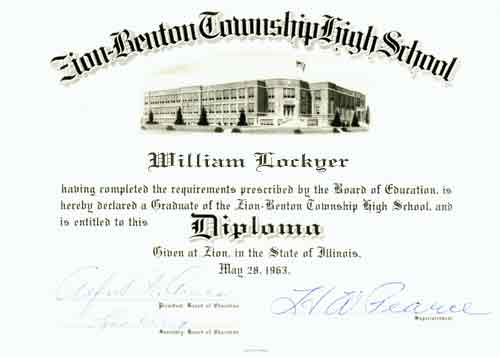 Zion-Benton Township High School
William Lockyer
having completed the requirements prescribed by the Board of Education, is
hereby declared a Graduate of the Zion-Benton Township High School, and
is entitled to this Diploma
Given at Zion, in the State of Illinois,
May 28, 1963.
President Board of Education
H W Pearce
Superintendent
Secretary Board of Education